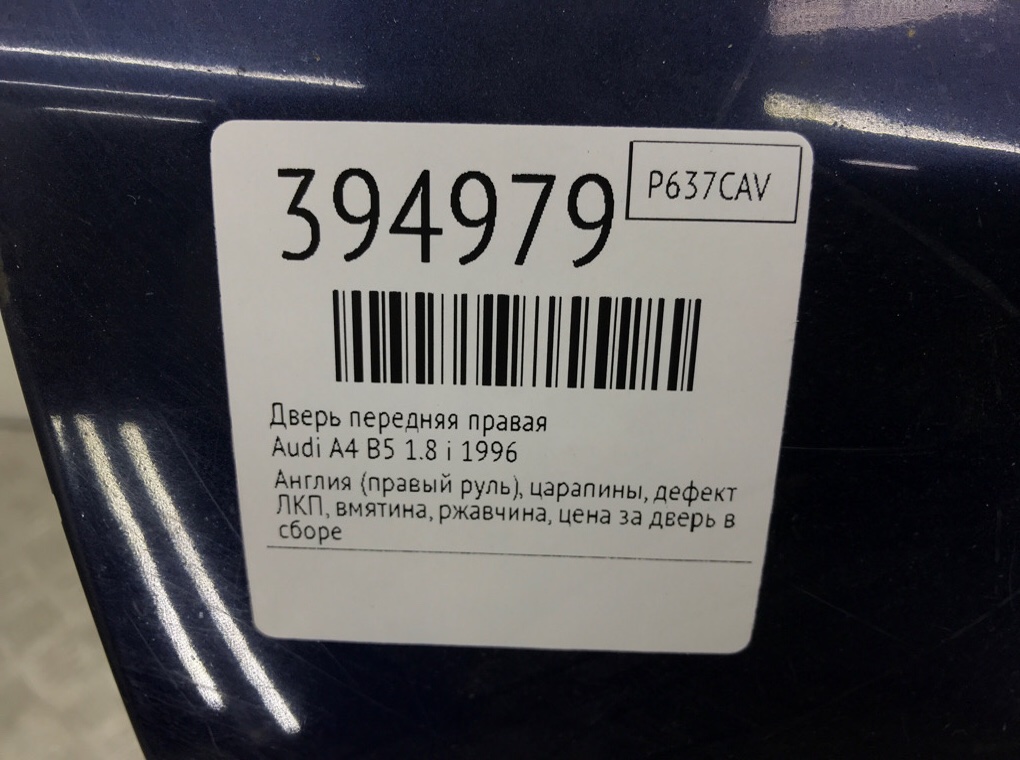 394979
P637CAV
Дверь передняя правая
Audi A4 B5 1.8 i 1996
Англия (правый руль), царапины, дефект
ЛКП, вмятина, ржавчина, цена за дверь в
сборе